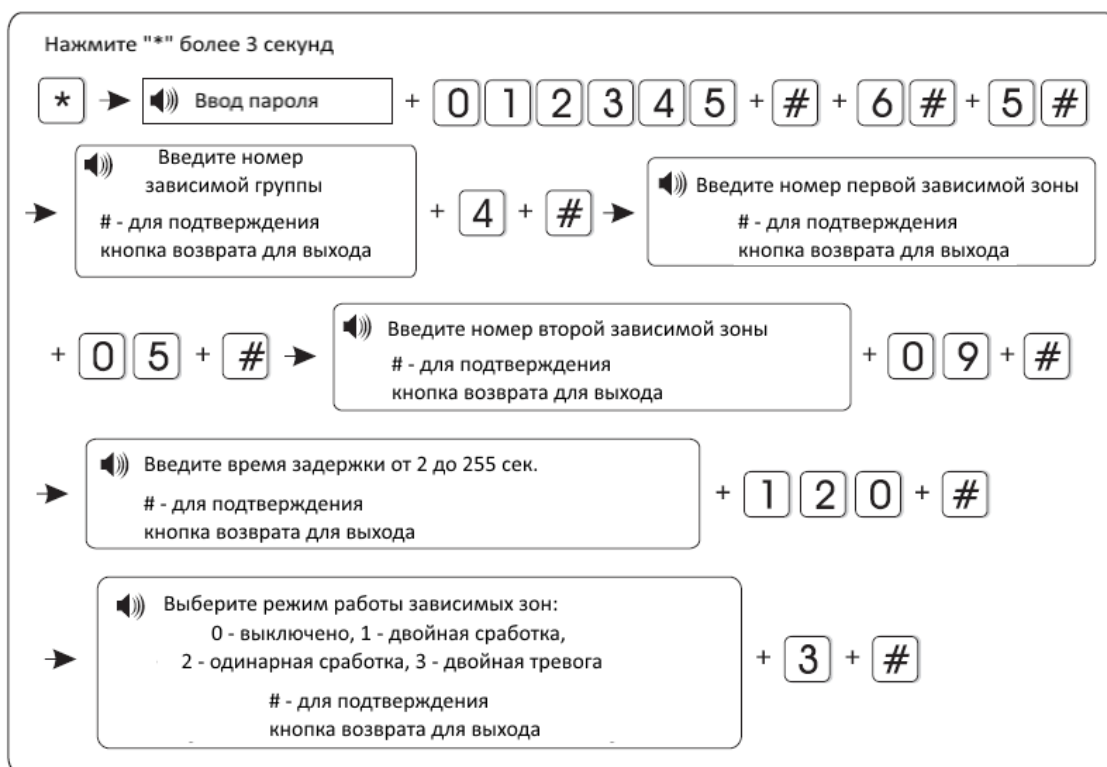 Нажмите "*" более 3 секунд
* Ввод пароля + 0 1 2 3 4 5 + # + 6 # + 5 #
Введите номер
зависимой группы
# - для подтверждения
кнопка возврата для выхода
+ 4 + #
Введите номер первой зависимой зоны
# - для подтверждения
кнопка возврата для выхода
+ 0 5 + #
Введите номер второй зависимой зоны
# - для подтверждения
кнопка возврата для выхода
+ 0 9 + #
Введите время задержки от 2 до 255 сек.
# - для подтверждения
кнопка возврата для выхода
+ 1 2 0 + #
Выберите режим работы зависимых зон:
0 - выключено, 1 - двойная сработка,
2 - одинарная сработка, 3 - двойная тревога
# - для подтверждения
кнопка возврата для выхода
+ 3 + #